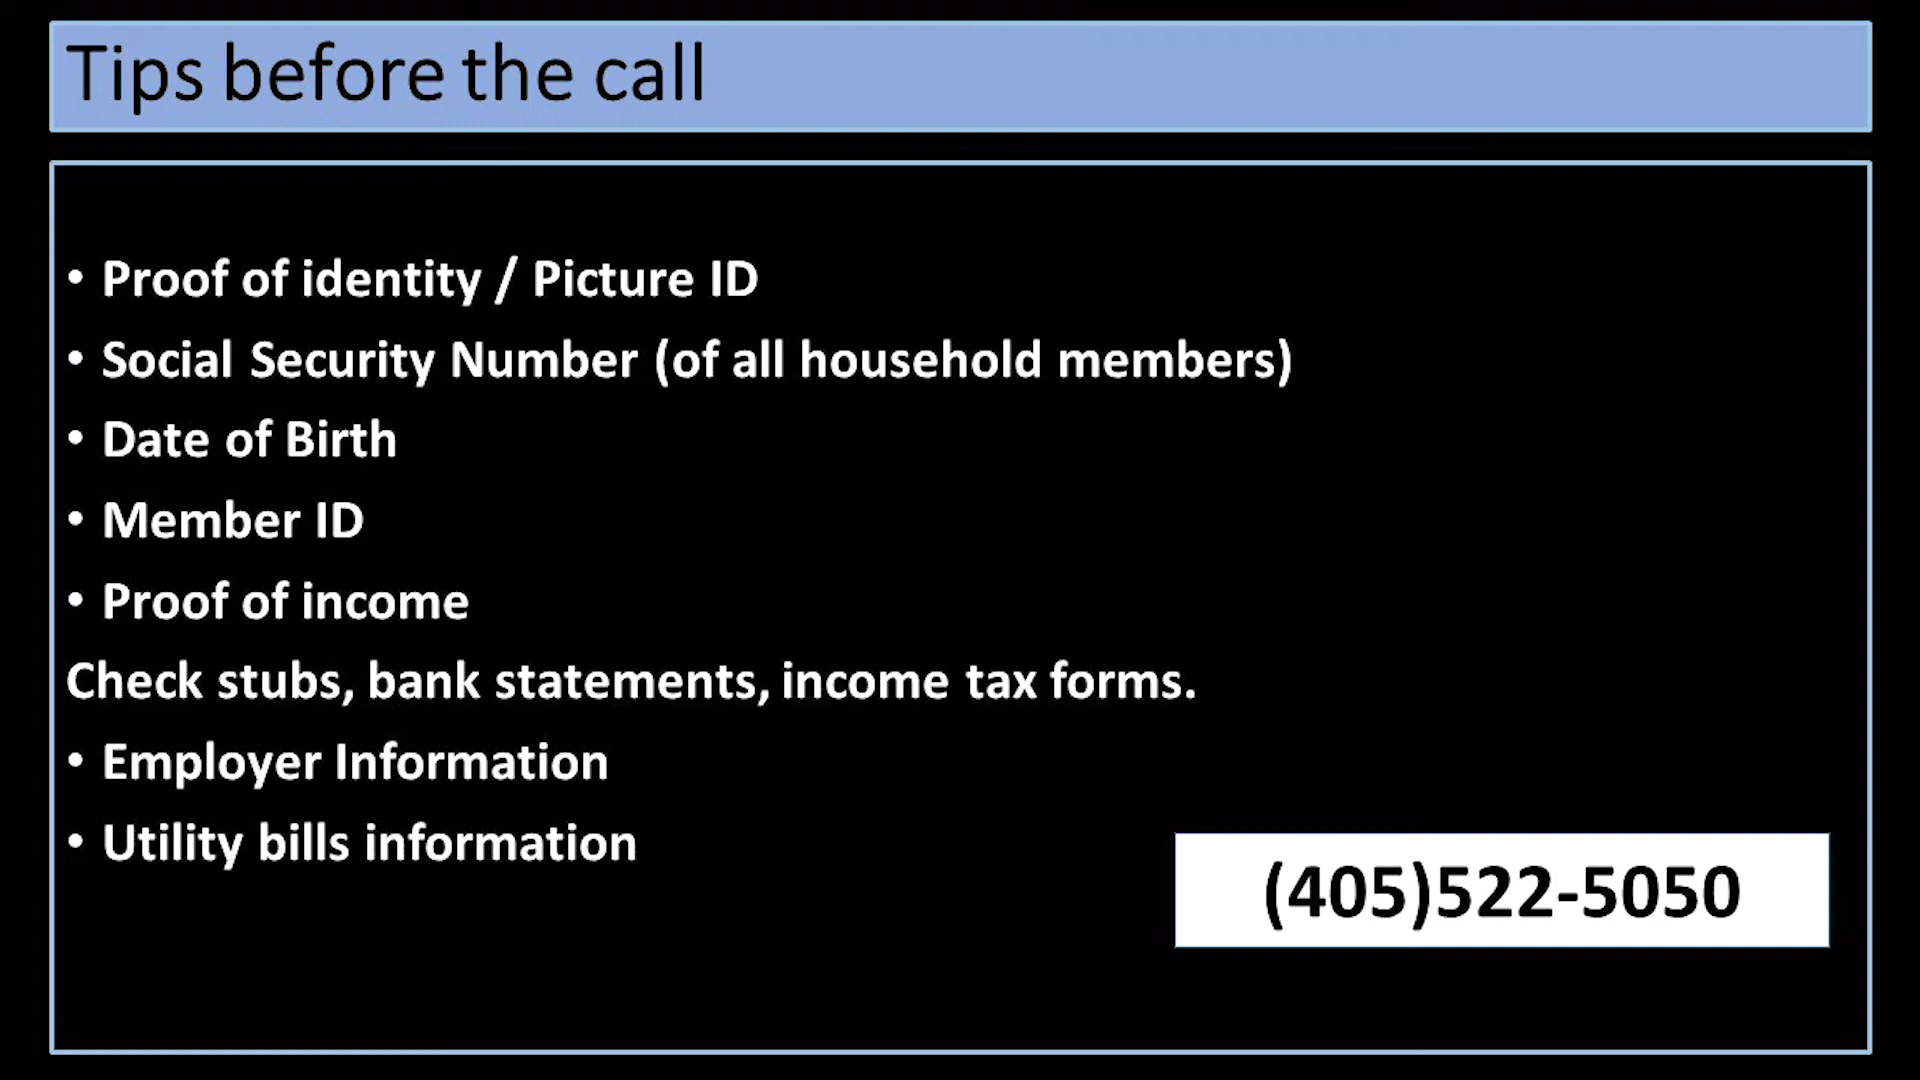 Tips before the call
• Proof of identity / Picture ID
• Social Security Number (of all household members)
• Date of Birth
• Member ID
• Proof of income
Check stubs, bank statements, income tax forms.
• Employer Information
• Utility bills information
(405)522-5050